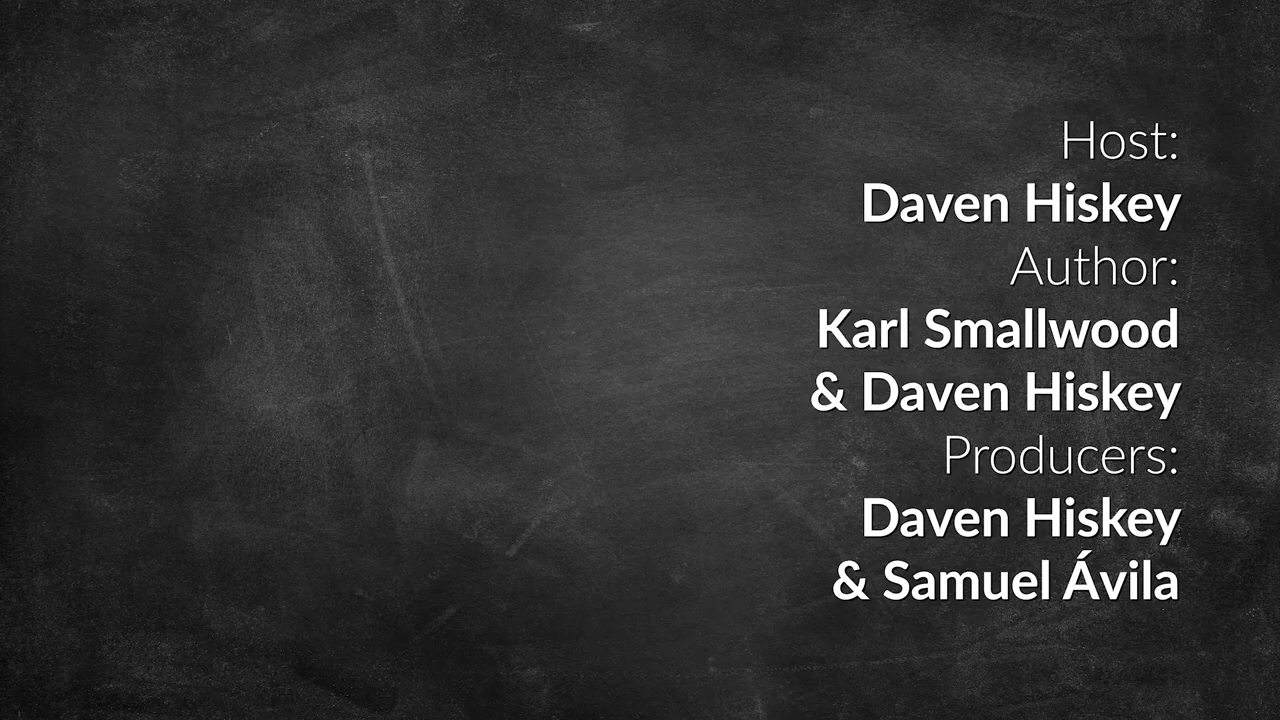 Host:
Daven Hiskey
Author:
Karl Smallwood
& Daven Hiskey
Producers:
Daven Hiskey
& Samuel Ávila